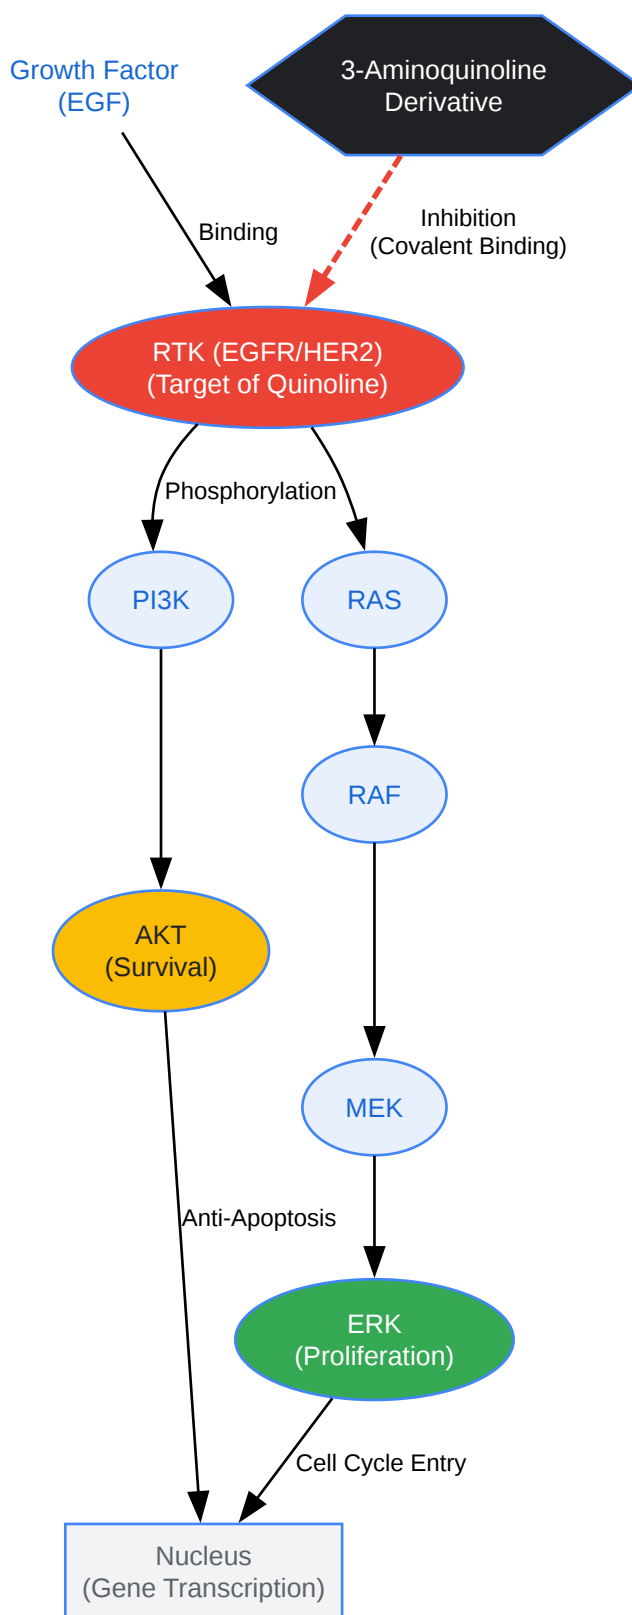 Growth Factor
(EGF)
3-Aminoquinoline
Derivative
Binding
Inhibition
(Covalent Binding)
RTK (EGFR/HER2)
(Target of Quinoline)
Phosphorylation
PI3K
RAS
RAF
AKT
(Survival)
MEK
Anti-Apoptosis
ERK
(Proliferation)
Cell Cycle Entry
Nucleus
(Gene Transcription)